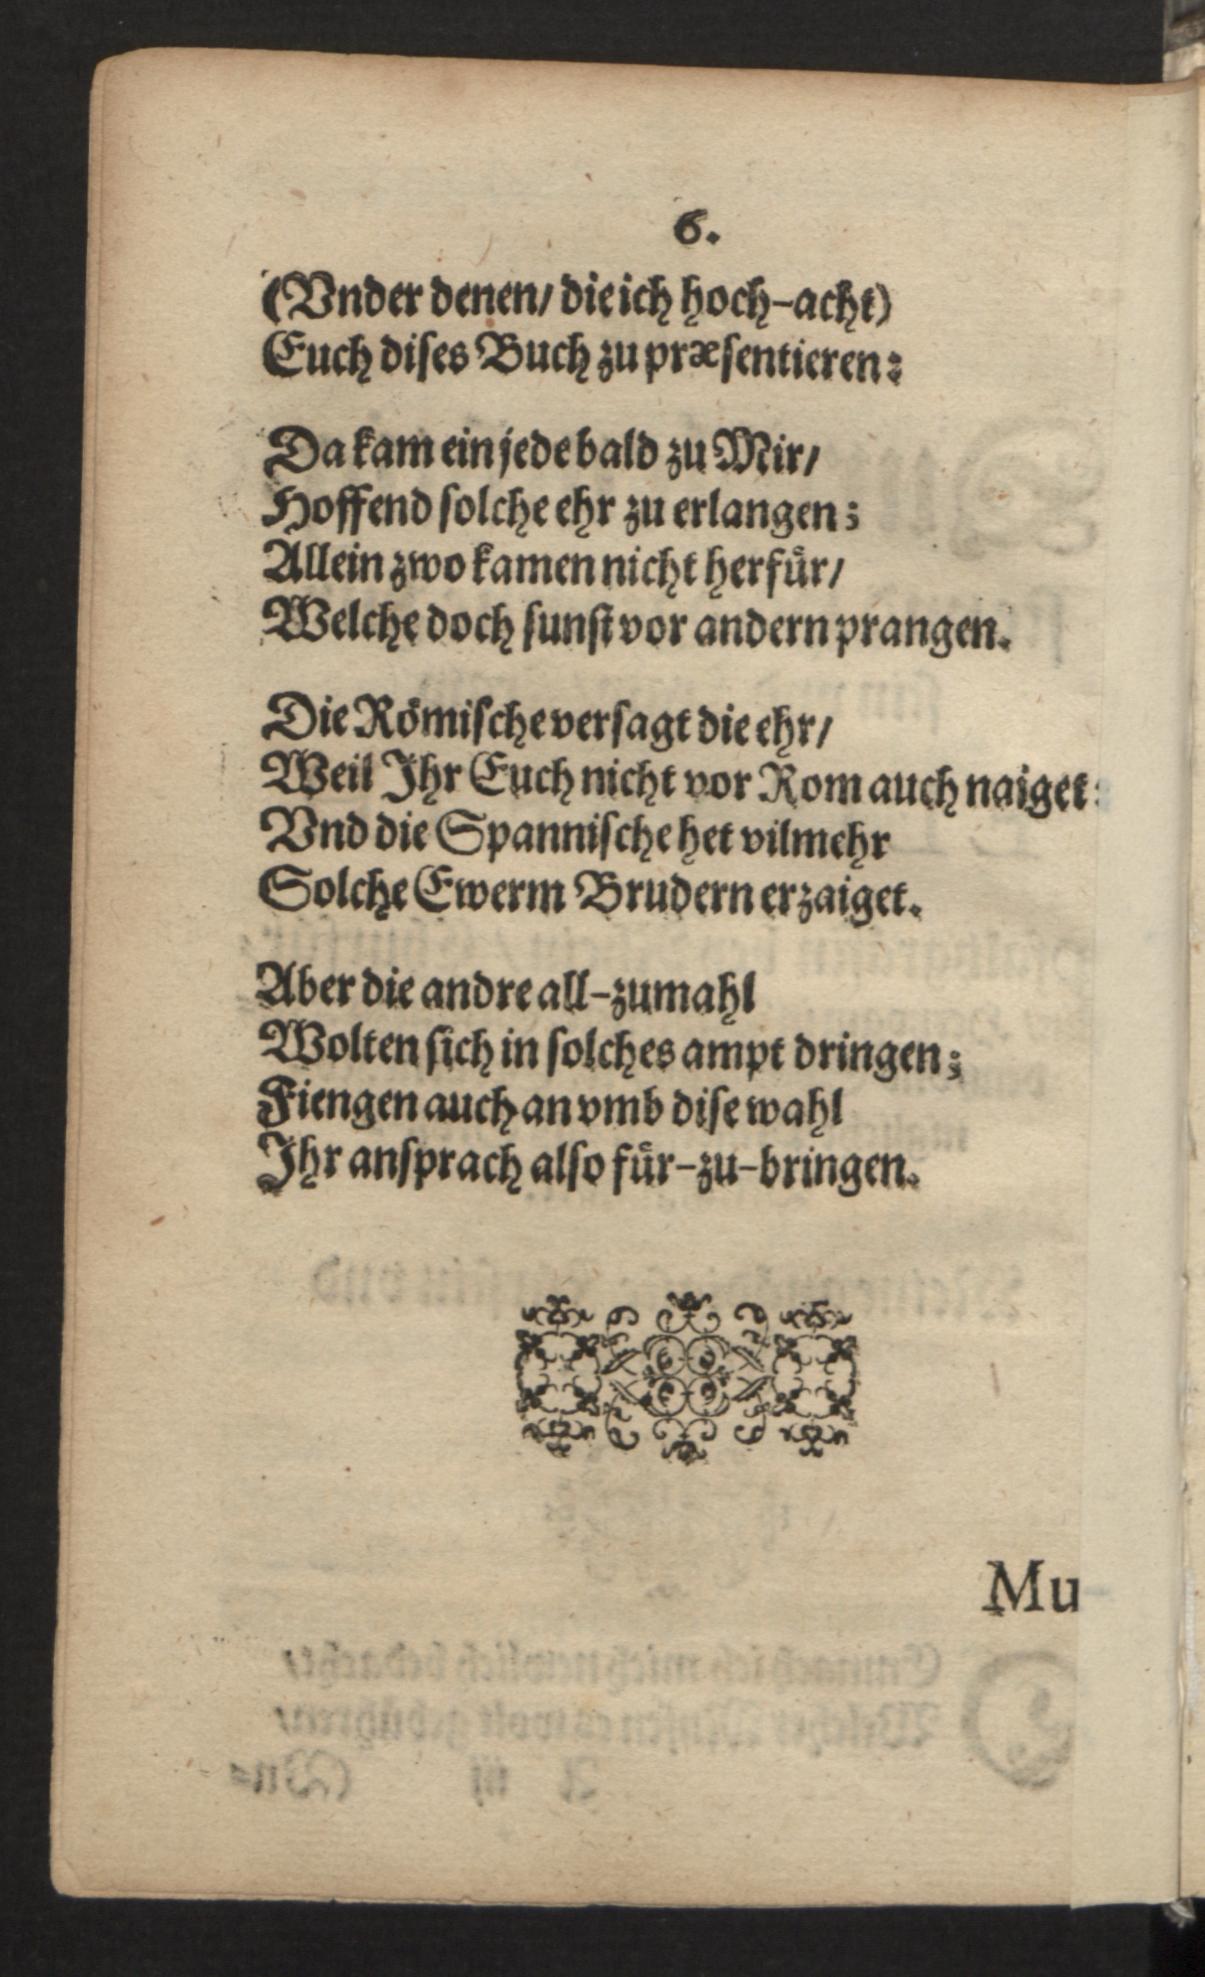 6.
(Vnder denen/ die ich hoch-acht)
Euch dises Buch zu præsentieren:
Da kam ein jede bald zu Mir/
Hoffend solche ehr zu erlangen;
Allein zwo kamen nicht herfür/
Welche doch sunst vor andern prangen.
Die Römische versagt die ehr/
Weil Ihr Euch nicht vor Rom auch naiget:
Vnd die Spannische het vilmehr
Solche Ewerm Brudern erzaiget.
Aber die andre all-zumahl
Wolten sich in solches ampt dringen;
Fiengen auch an vmb dise wahl
Ihr ansprach also für-zu-bringen.
Mu-